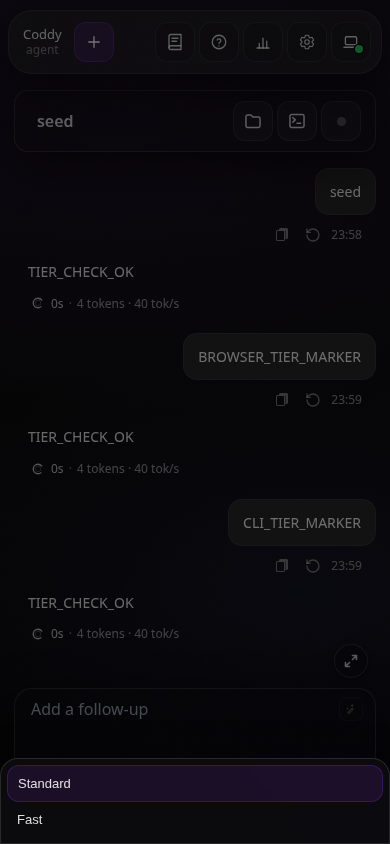 Coddy
agent
seed
seed
23:58
TIER_CHECK_OK
0s · 4 tokens · 40 tok/s
BROWSER_TIER_MARKER
23:59
TIER_CHECK_OK
0s · 4 tokens · 40 tok/s
CLI_TIER_MARKER
23:59
TIER_CHECK_OK
0s · 4 tokens · 40 tok/s
Add a follow-up
Standard
Fast